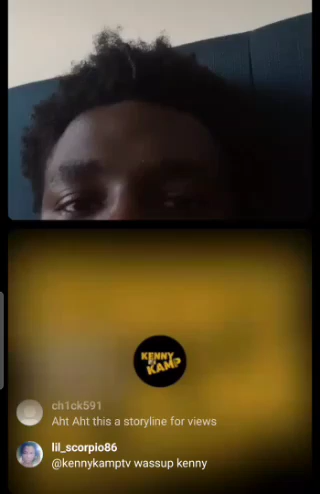 KENNY
KAMP
ch1ck591
Aht Aht this a storyline for views
lil_scorpio86
@kennykamptv wassup kenny